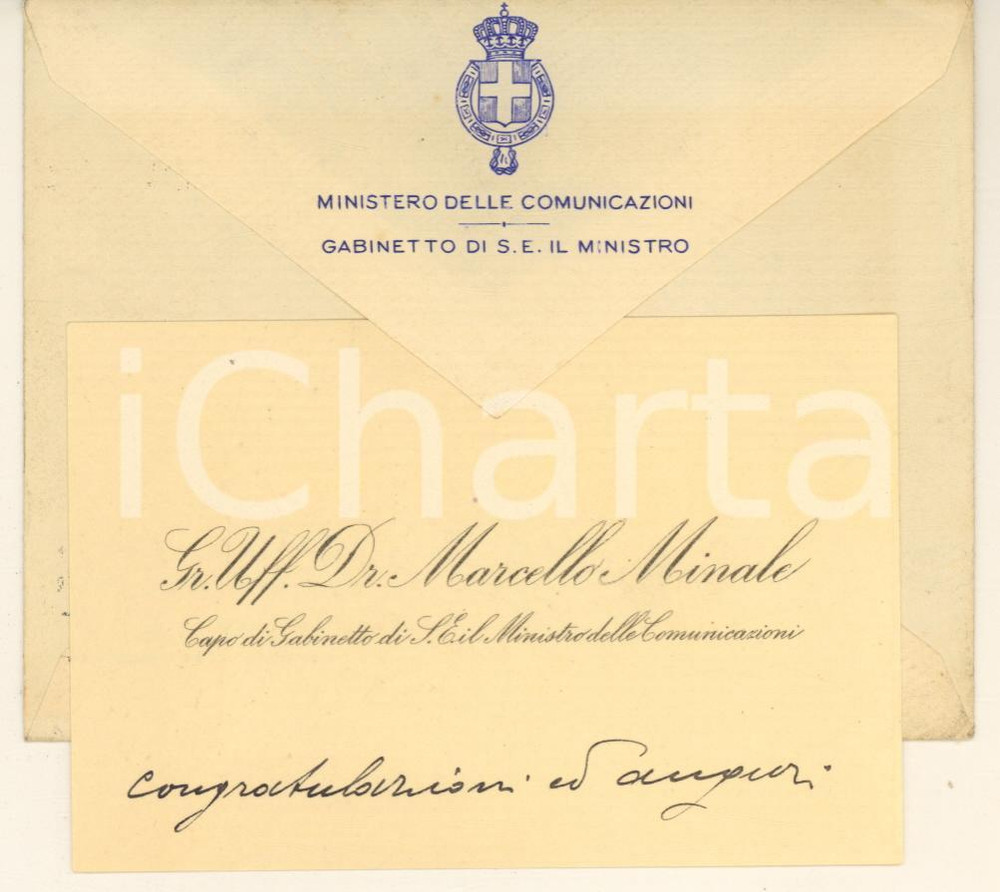 MINISTERO DELLE COMUNICAZIONI
GABINETTO DI S.E. IL MINISTRO
iCharta
Gr. Uff. Dr. Marcello Minale
Capo di Gabinetto di S. E il Ministro delle Comunicazioni
congratulazioni ed auguri